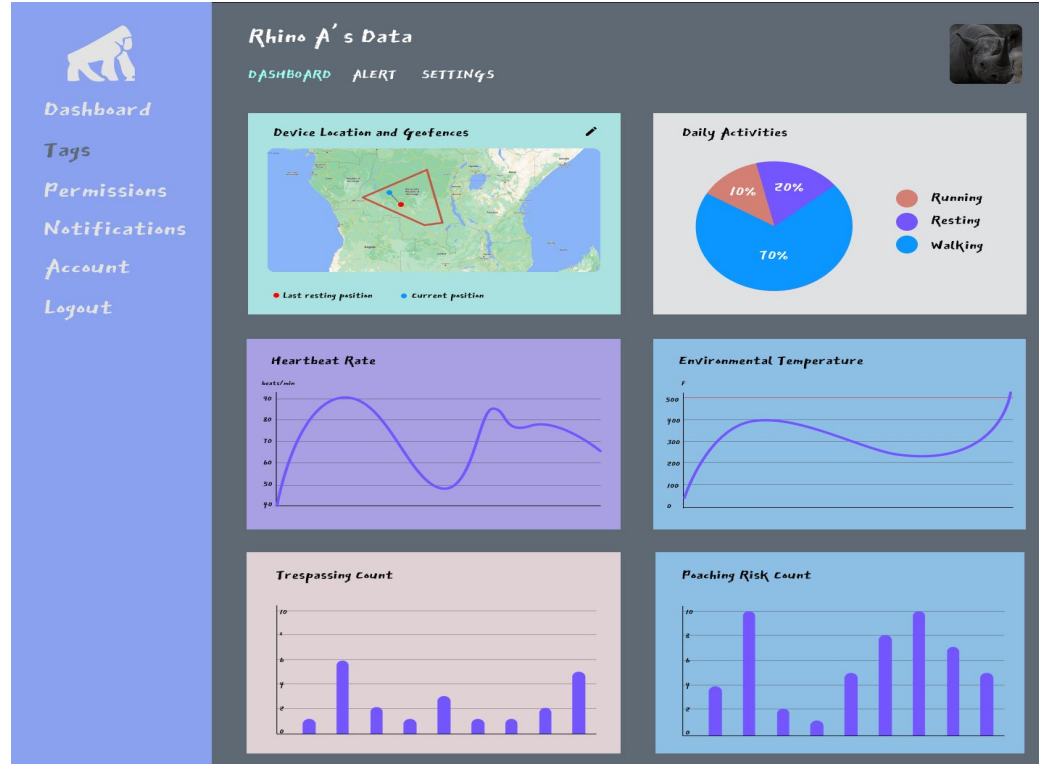 Rhino A's Data
DASHBOARD ALERT SETTINGS
Dashboard
Tags
Permissions
Notifications
Account
Logout
Device Location and Geofences
Last resting position
Current position
Daily Activities
10%
20%
70%
Running
Resting
Walking
Heartbeat Rate
beats/min
90
80
70
60
50
40
Environmental Temperature
F
500
400
300
200
100
0
Trespassing Count
10
6
4
2
0
Poaching Risk Count
10
8
6
4
2
0